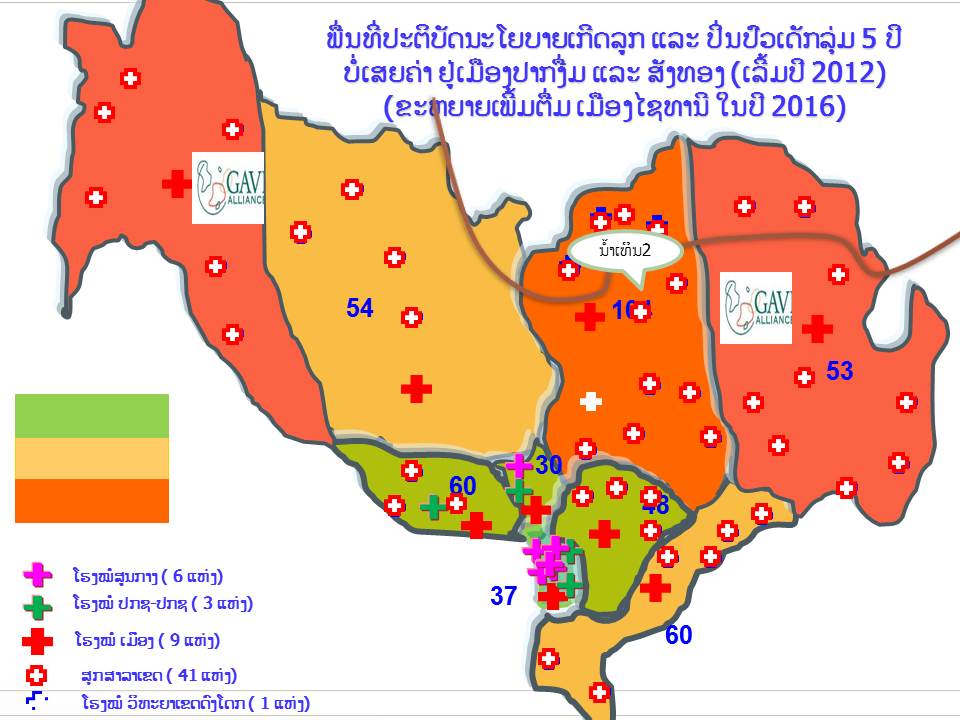 ພື້ນທີ່ປະຕິບັດນະໂຍບາຍເກີດລູກ ແລະ ປິ່ນປົວເດັກລຸ່ມ 5 ປີ
ບໍ່ເສຍຄ່າ ຢູ່ເມືອງປາກງື່ມ ແລະ ສັງທອງ (ເລີ້ມປີ 2012)
(ຂະຫຍາຍເພີ້ມຕື່ມ ເມືອງໄຊທານີ ໃນປີ 2016)
GAVI
ALLIANCE
ນ້ຳເທີນ2
GAVI
ALLIANCE
54
53
30
60
48
37
60
ໂຮງໝໍສູນກາງ ( 6 ແຫ່ງ)
ໂຮງໝໍ ປກຊ-ປກຊ ( 3 ແຫ່ງ)
ໂຮງໝໍ ເມືອງ ( 9 ແຫ່ງ)
ສຸກສາລາເຂດ ( 41 ແຫ່ງ)
ໂຮງໝໍ ວິທະຍາເຂດດົງໂດກ ( 1 ແຫ່ງ)